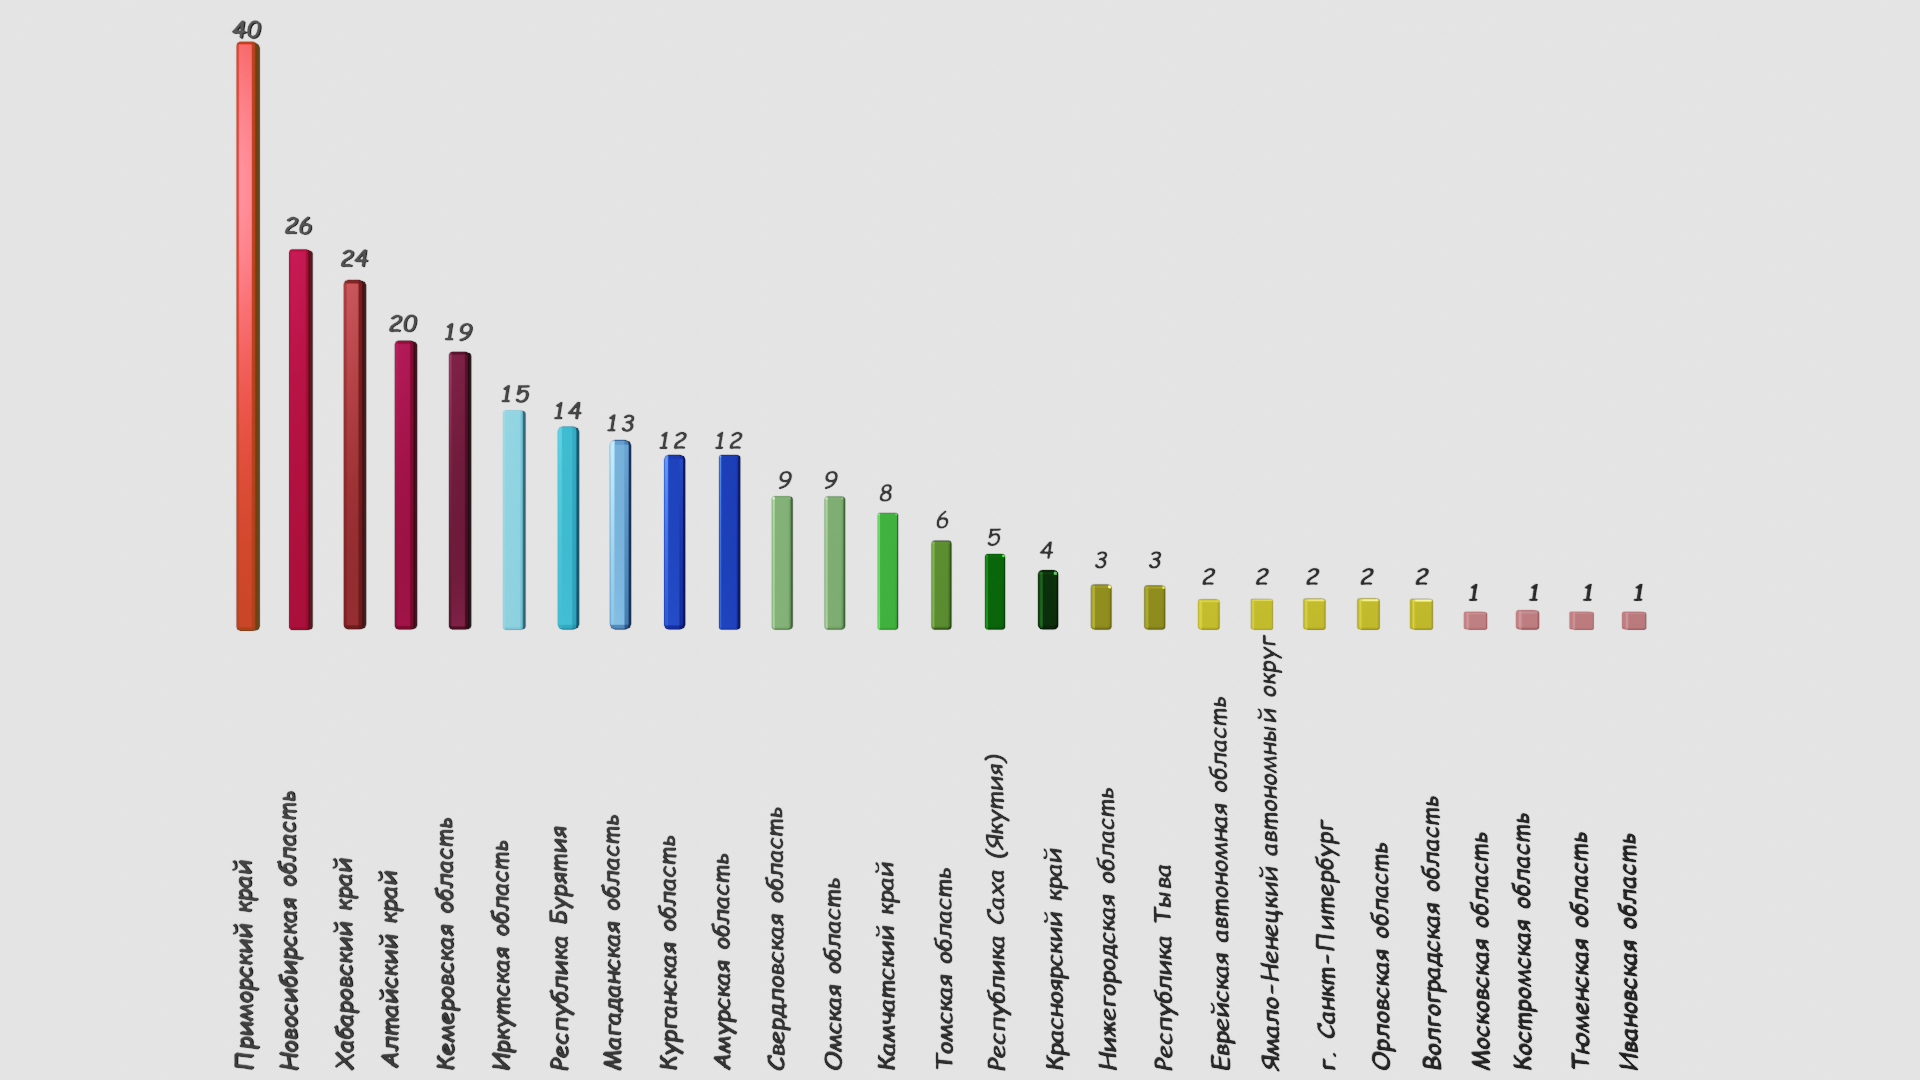 40
26
24
20
19
15
14
13
12
12
9
9
8
6
5
4
3
3
2
2
2
2
2
1
1
1
1
Приморский край
Новосибирская область
Хабаровский край
Алтайский край
Кемеровская область
Иркутская область
Республика Бурятия
Магаданская область
Курганская область
Амурская область
Свердловская область
Омская область
Камчатский край
Томская область
Республика Саха (Якутия)
Красноярский край
Нижегородская область
Республика Тыва
Еврейская автономная область
Ямало-Ненецкий автономный округ
г. Санкт-Питербург
Орловская область
Волгоградская область
Московская область
Костромская область
Тюменская область
Ивановская область